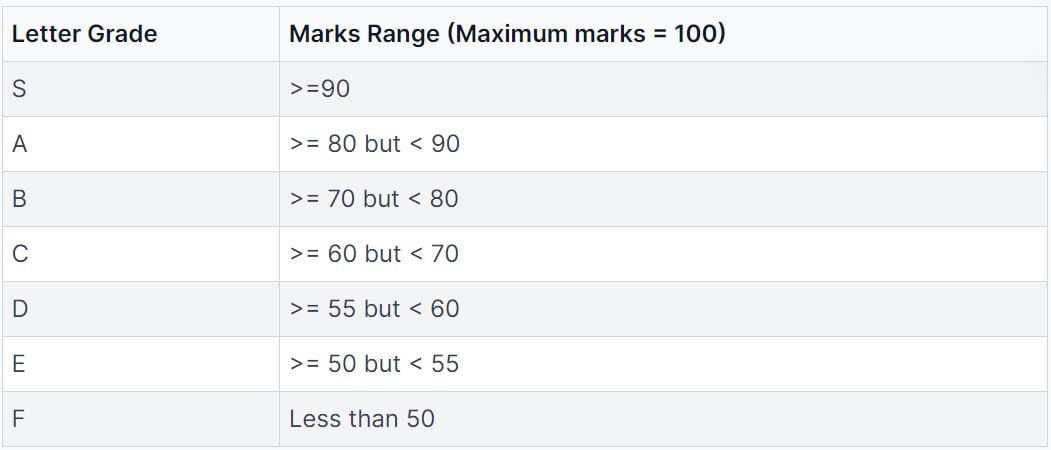 Letter Grade Marks Range (Maximum marks = 100)
S >=90
A >= 80 but < 90
B >= 70 but < 80
C >= 60 but < 70
D >= 55 but < 60
E >= 50 but < 55
F Less than 50